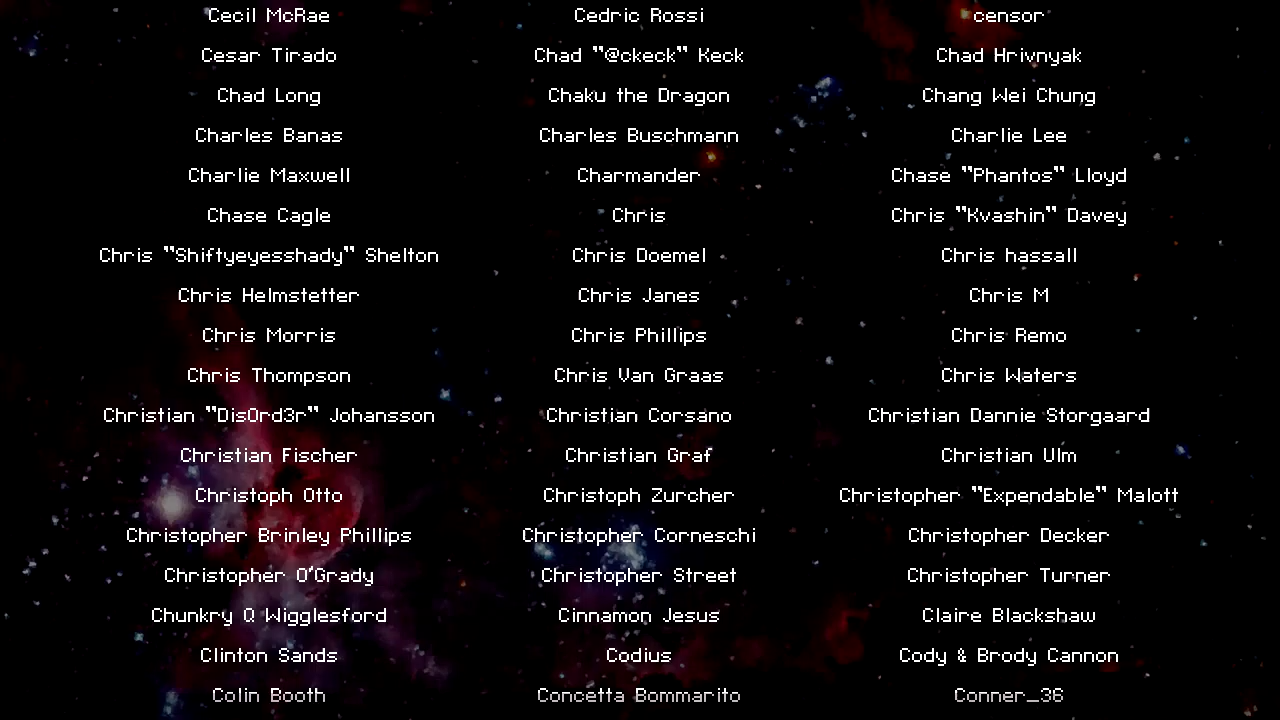 Cecil McRae Cedric Rossi censor
Cesar Tirado Chad "@ckeck" Keck Chad Hrivnyak
Chad Long Chaku the Dragon Chang Wei Chung
Charles Banas Charles Buschmann Charlie Lee
Charlie Maxwell Charmander Chase "Phantos" Lloyd
Chase Cagle Chris Chris "Kvashin" Davey
Chris "Shiftyeyesshady" Shelton Chris Doemel Chris hassall
Chris Helmstetter Chris Janes Chris M
Chris Morris Chris Phillips Chris Remo
Chris Thompson Chris Van Graas Chris Waters
Christian "Dis0rd3r" Johansson Christian Corsano Christian Dannie Storgaard
Christian Fischer Christian Graf Christian Ulm
Christoph Otto Christoph Zurcher Christopher "Expendable" Malott
Christopher Brinley Phillips Christopher Corneschi Christopher Decker
Christopher O'Grady Christopher Street Christopher Turner
Chunkry Q Wigglesford Cinnamon Jesus Claire Blackshaw
Clinton Sands Codius Cody & Brody Cannon
Colin Booth Concetta Bommarito Conner_36